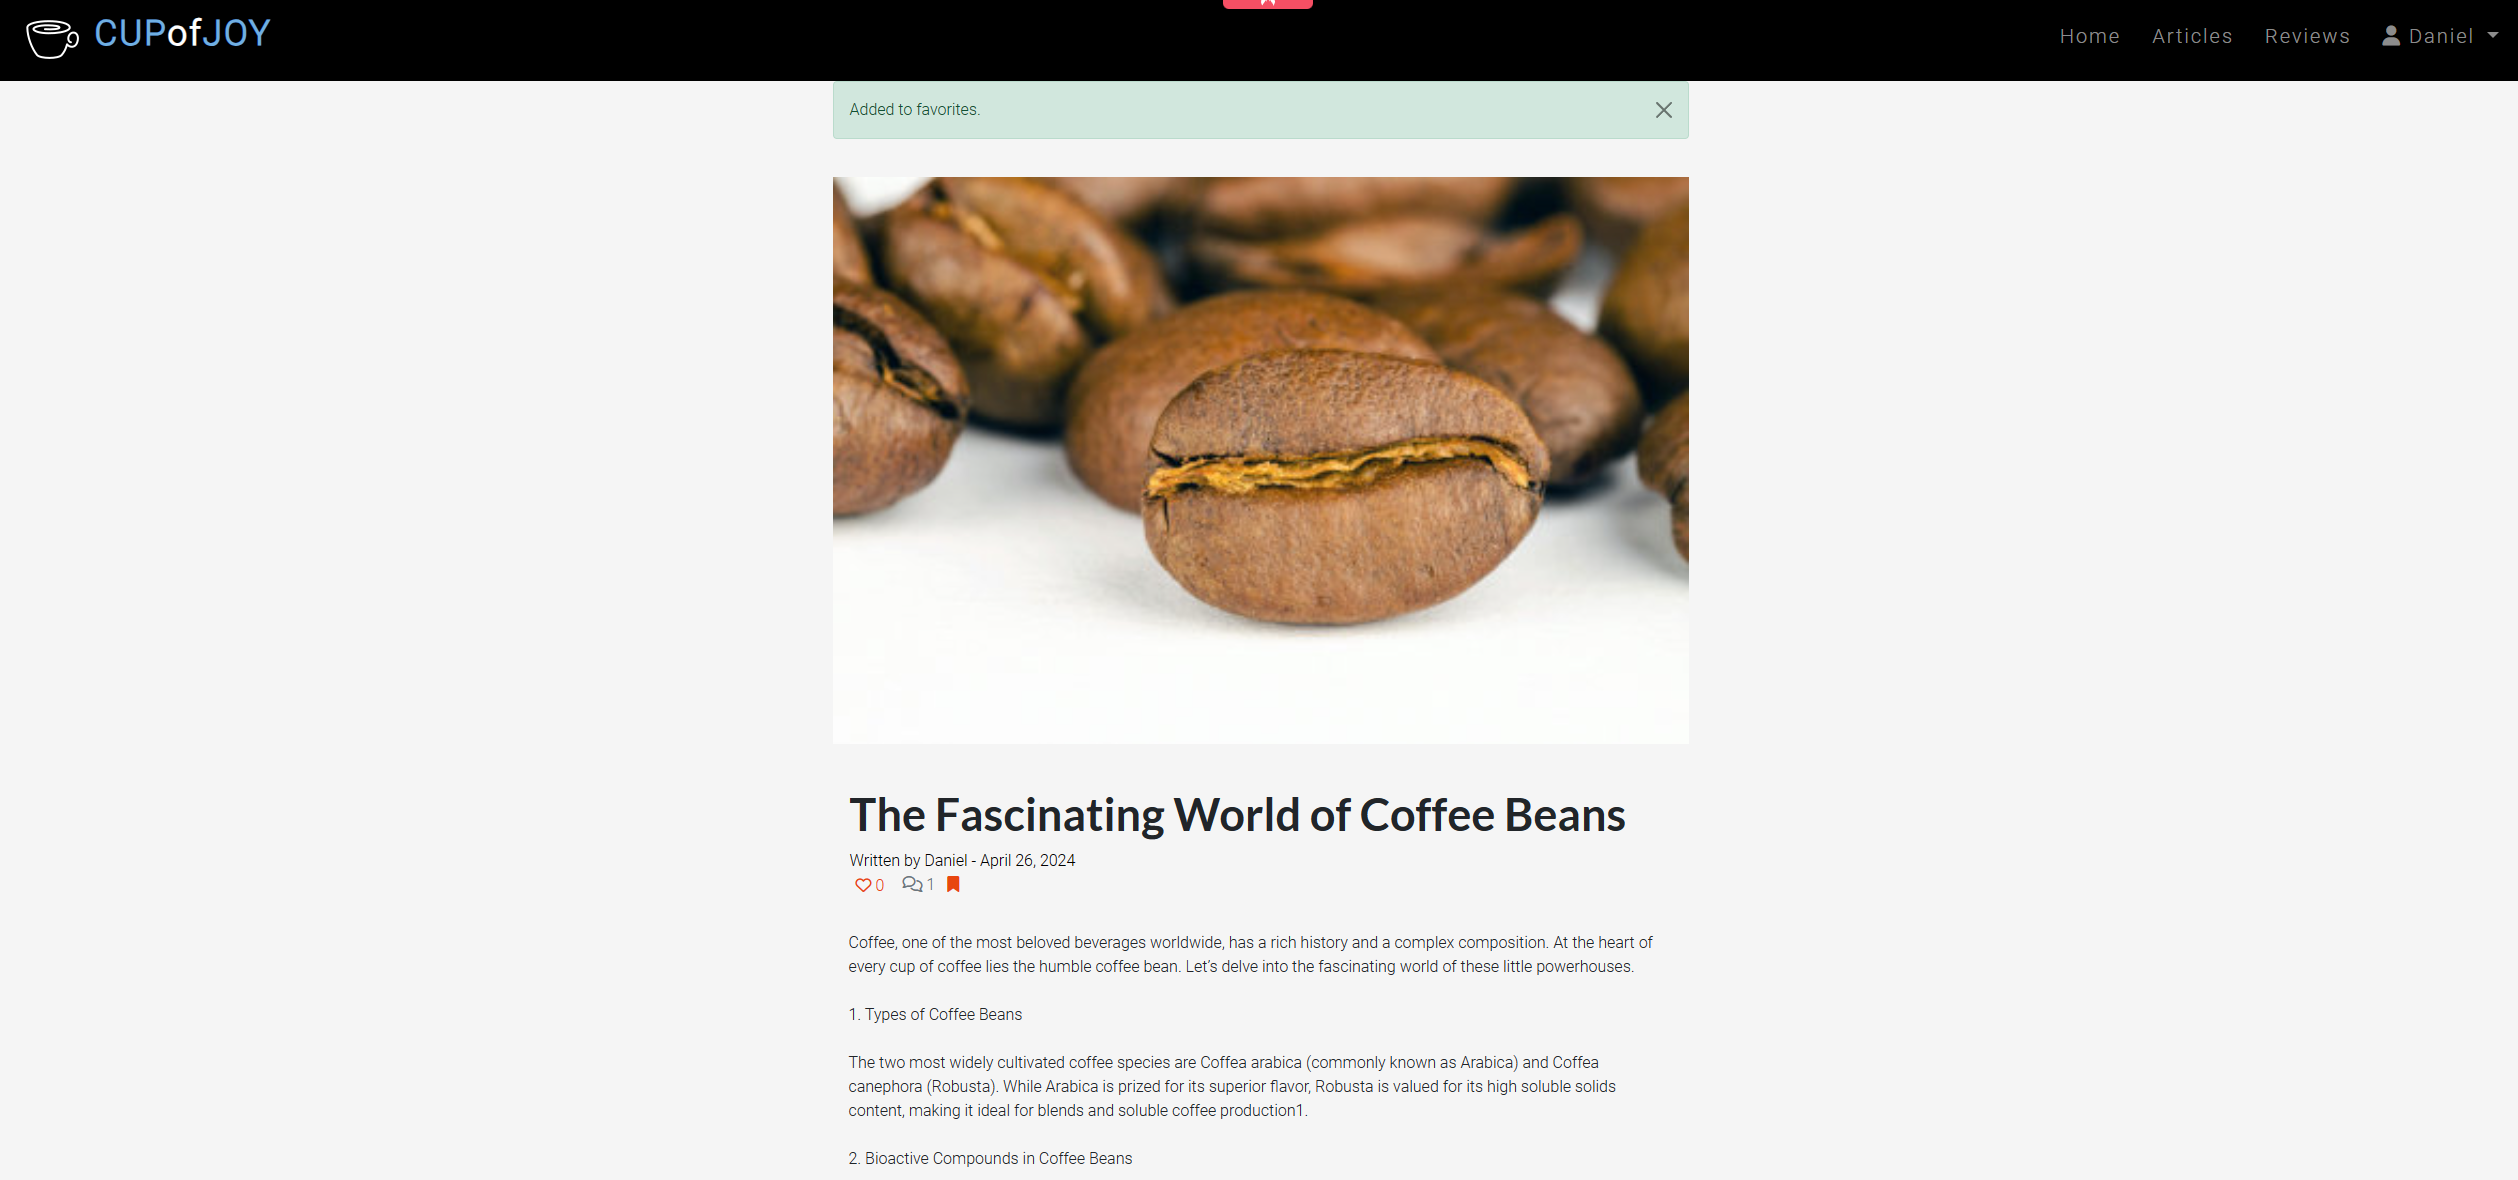 CUPofJOY
Home Articles Reviews Daniel
Added to favorites.
The Fascinating World of Coffee Beans
Written by Daniel - April 26, 2024
0 1
Coffee, one of the most beloved beverages worldwide, has a rich history and a complex composition. At the heart of
every cup of coffee lies the humble coffee bean. Let’s delve into the fascinating world of these little powerhouses.
1. Types of Coffee Beans
The two most widely cultivated coffee species are Coffea arabica (commonly known as Arabica) and Coffea
canephora (Robusta). While Arabica is prized for its superior flavor, Robusta is valued for its high soluble solids
content, making it ideal for blends and soluble coffee production1.
2. Bioactive Compounds in Coffee Beans